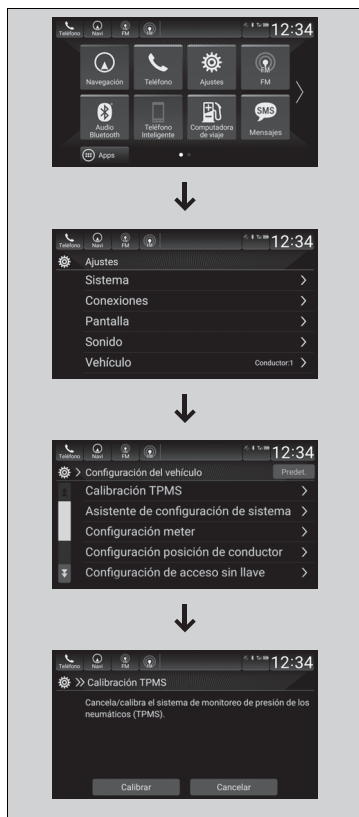 Teléfono Navi FM 12:34
Navegación Teléfono Ajustes FM
FM
SMS
Audio Bluetooth Teléfono Inteligente Computadora de viaje Mensajes
Apps
Teléfono Navi FM 12:34
Ajustes
Sistema
Conexiones
Pantalla
Sonido
Vehículo Conductor:1
Teléfono Navi FM 12:34
Configuración del vehículo Predet.
Calibración TPMS
Asistente de configuración de sistema
Configuración meter
Configuración posición de conductor
Configuración de acceso sin llave
Teléfono Navi FM 12:34
Calibración TPMS
Cancela/calibra el sistema de monitoreo de presión de los
neumáticos (TPMS).
Calibrar Cancelar